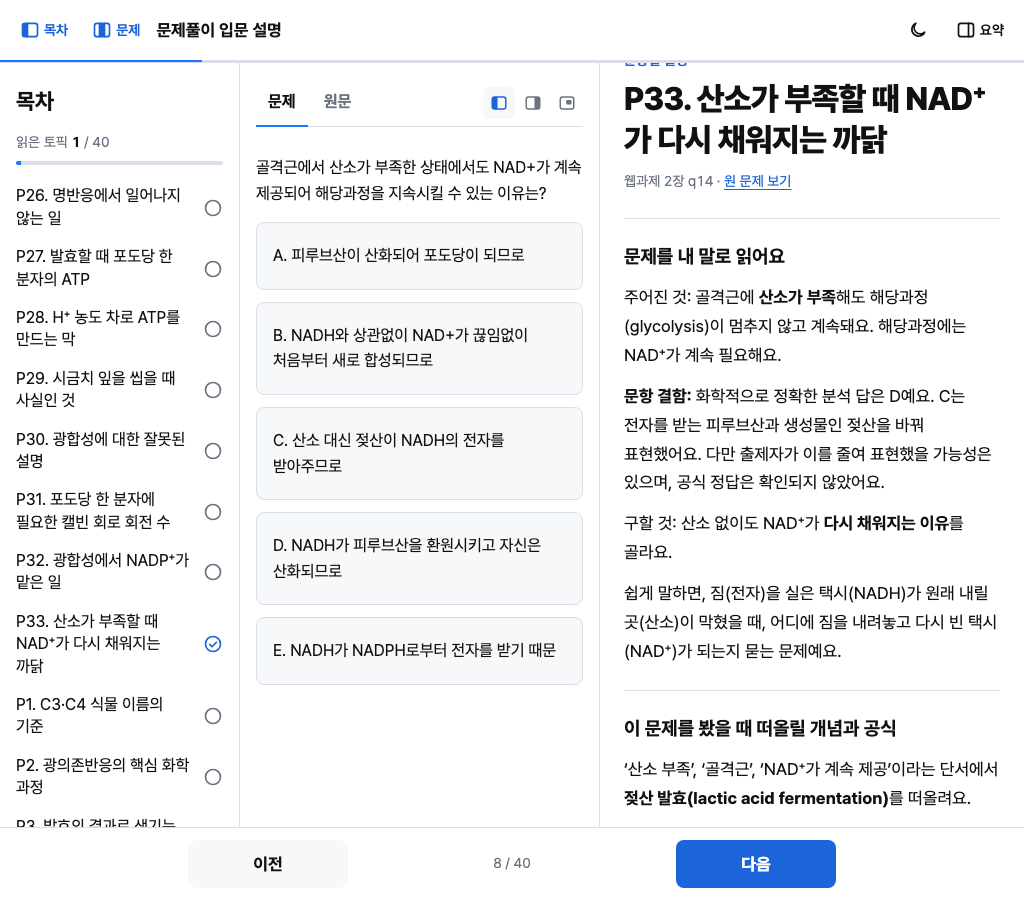 목차
문제
문제풀이 입문 설명
요약
목차
읽은 토픽 1 / 40
P26. 명반응에서 일어나지
않는 일
P27. 발효할 때 포도당 한
분자의 ATP
P28. H⁺ 농도 차로 ATP를
만드는 막
P29. 시금치 잎을 씹을 때
사실인 것
P30. 광합성에 대한 잘못된
설명
P31. 포도당 한 분자에
필요한 캘빈 회로 회전 수
P32. 광합성에서 NADP⁺가
맡은 일
P33. 산소가 부족할 때
NAD⁺가 다시 채워지는
까닭
P1. C3·C4 식물 이름의
기준
P2. 광의존반응의 핵심 화학
과정
P3. 발효의 결과로 생기는
문제
원문
골격근에서 산소가 부족한 상태에서도 NAD+가 계속
제공되어 해당과정을 지속시킬 수 있는 이유는?
A. 피루브산이 산화되어 포도당이 되므로
B. NADH와 상관없이 NAD+가 끊임없이
처음부터 새로 합성되므로
C. 산소 대신 젖산이 NADH의 전자를
받아주므로
D. NADH가 피루브산을 환원시키고 자신은
산화되므로
E. NADH가 NADPH로부터 전자를 받기 때문
P33. 산소가 부족할 때 NAD⁺
가 다시 채워지는 까닭
웹과제 2장 q14 · 원 문제 보기
문제를 내 말로 읽어요
주어진 것: 골격근에 산소가 부족해도 해당과정
(glycolysis)이 멈추지 않고 계속돼요. 해당과정에는
NAD⁺가 계속 필요해요.
문항 결함: 화학적으로 정확한 분석 답은 D예요. C는
전자를 받는 피루브산과 생성물인 젖산을 바꿔
표현했어요. 다만 출제자가 이를 줄여 표현했을 가능성은
있으며, 공식 정답은 확인되지 않았어요.
구할 것: 산소 없이도 NAD⁺가 다시 채워지는 이유를
골라요.
쉽게 말하면, 짐(전자)을 실은 택시(NADH)가 원래 내릴
곳(산소)이 막혔을 때, 어디에 짐을 내려놓고 다시 빈 택시
(NAD⁺)가 되는지 묻는 문제예요.
이 문제를 봤을 때 떠올릴 개념과 공식
‘산소 부족’, ‘골격근’, ‘NAD⁺가 계속 제공’이라는 단서에서
젖산 발효(lactic acid fermentation)를 떠올려요.
이전
8 / 40
다음